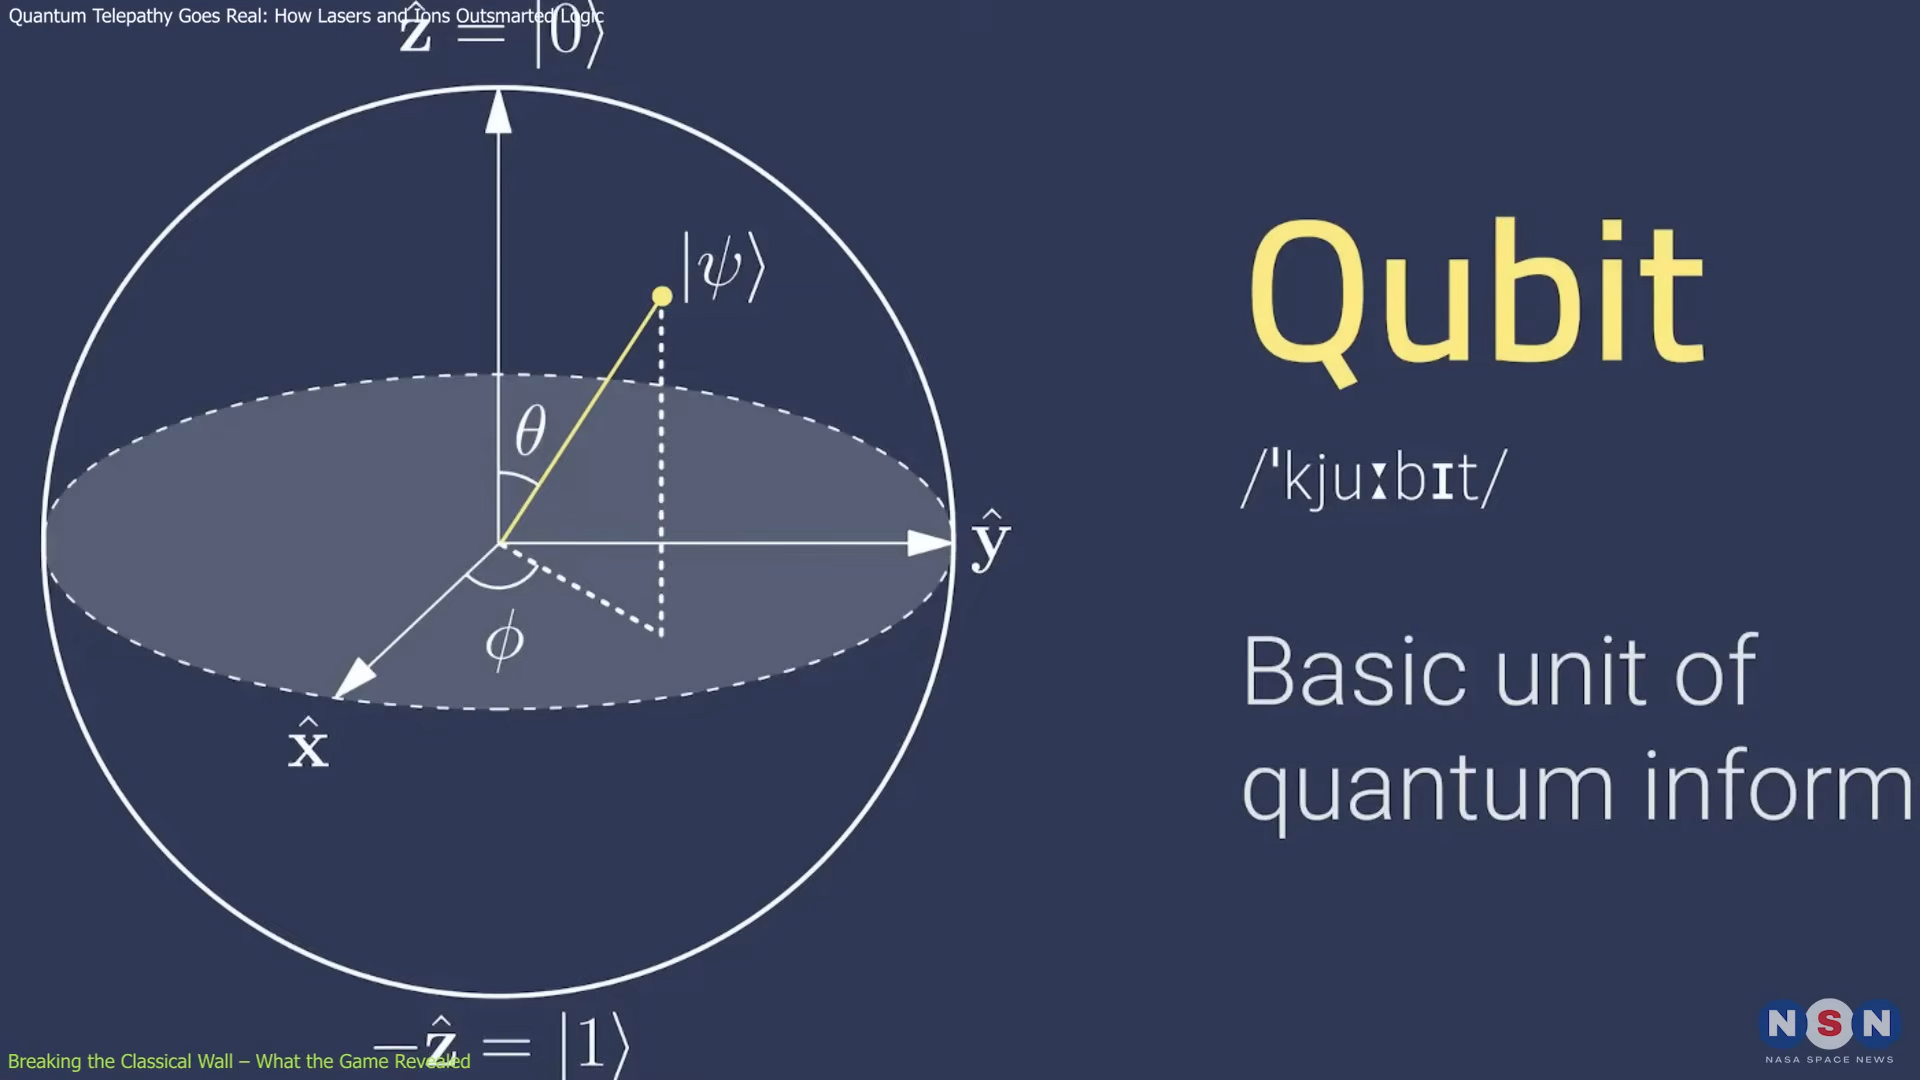 Quantum Telepathy Goes Real: How Lasers and Ions Outsmarted Logic
ẑ = |0⟩
|ψ⟩
θ
ŷ
ϕ
x̂
−ẑ = |1⟩
Qubit
/ˈkjuːbɪt/
Basic unit of
quantum inform
Breaking the Classical Wall – What the Game Revealed
NSN
NASA SPACE NEWS